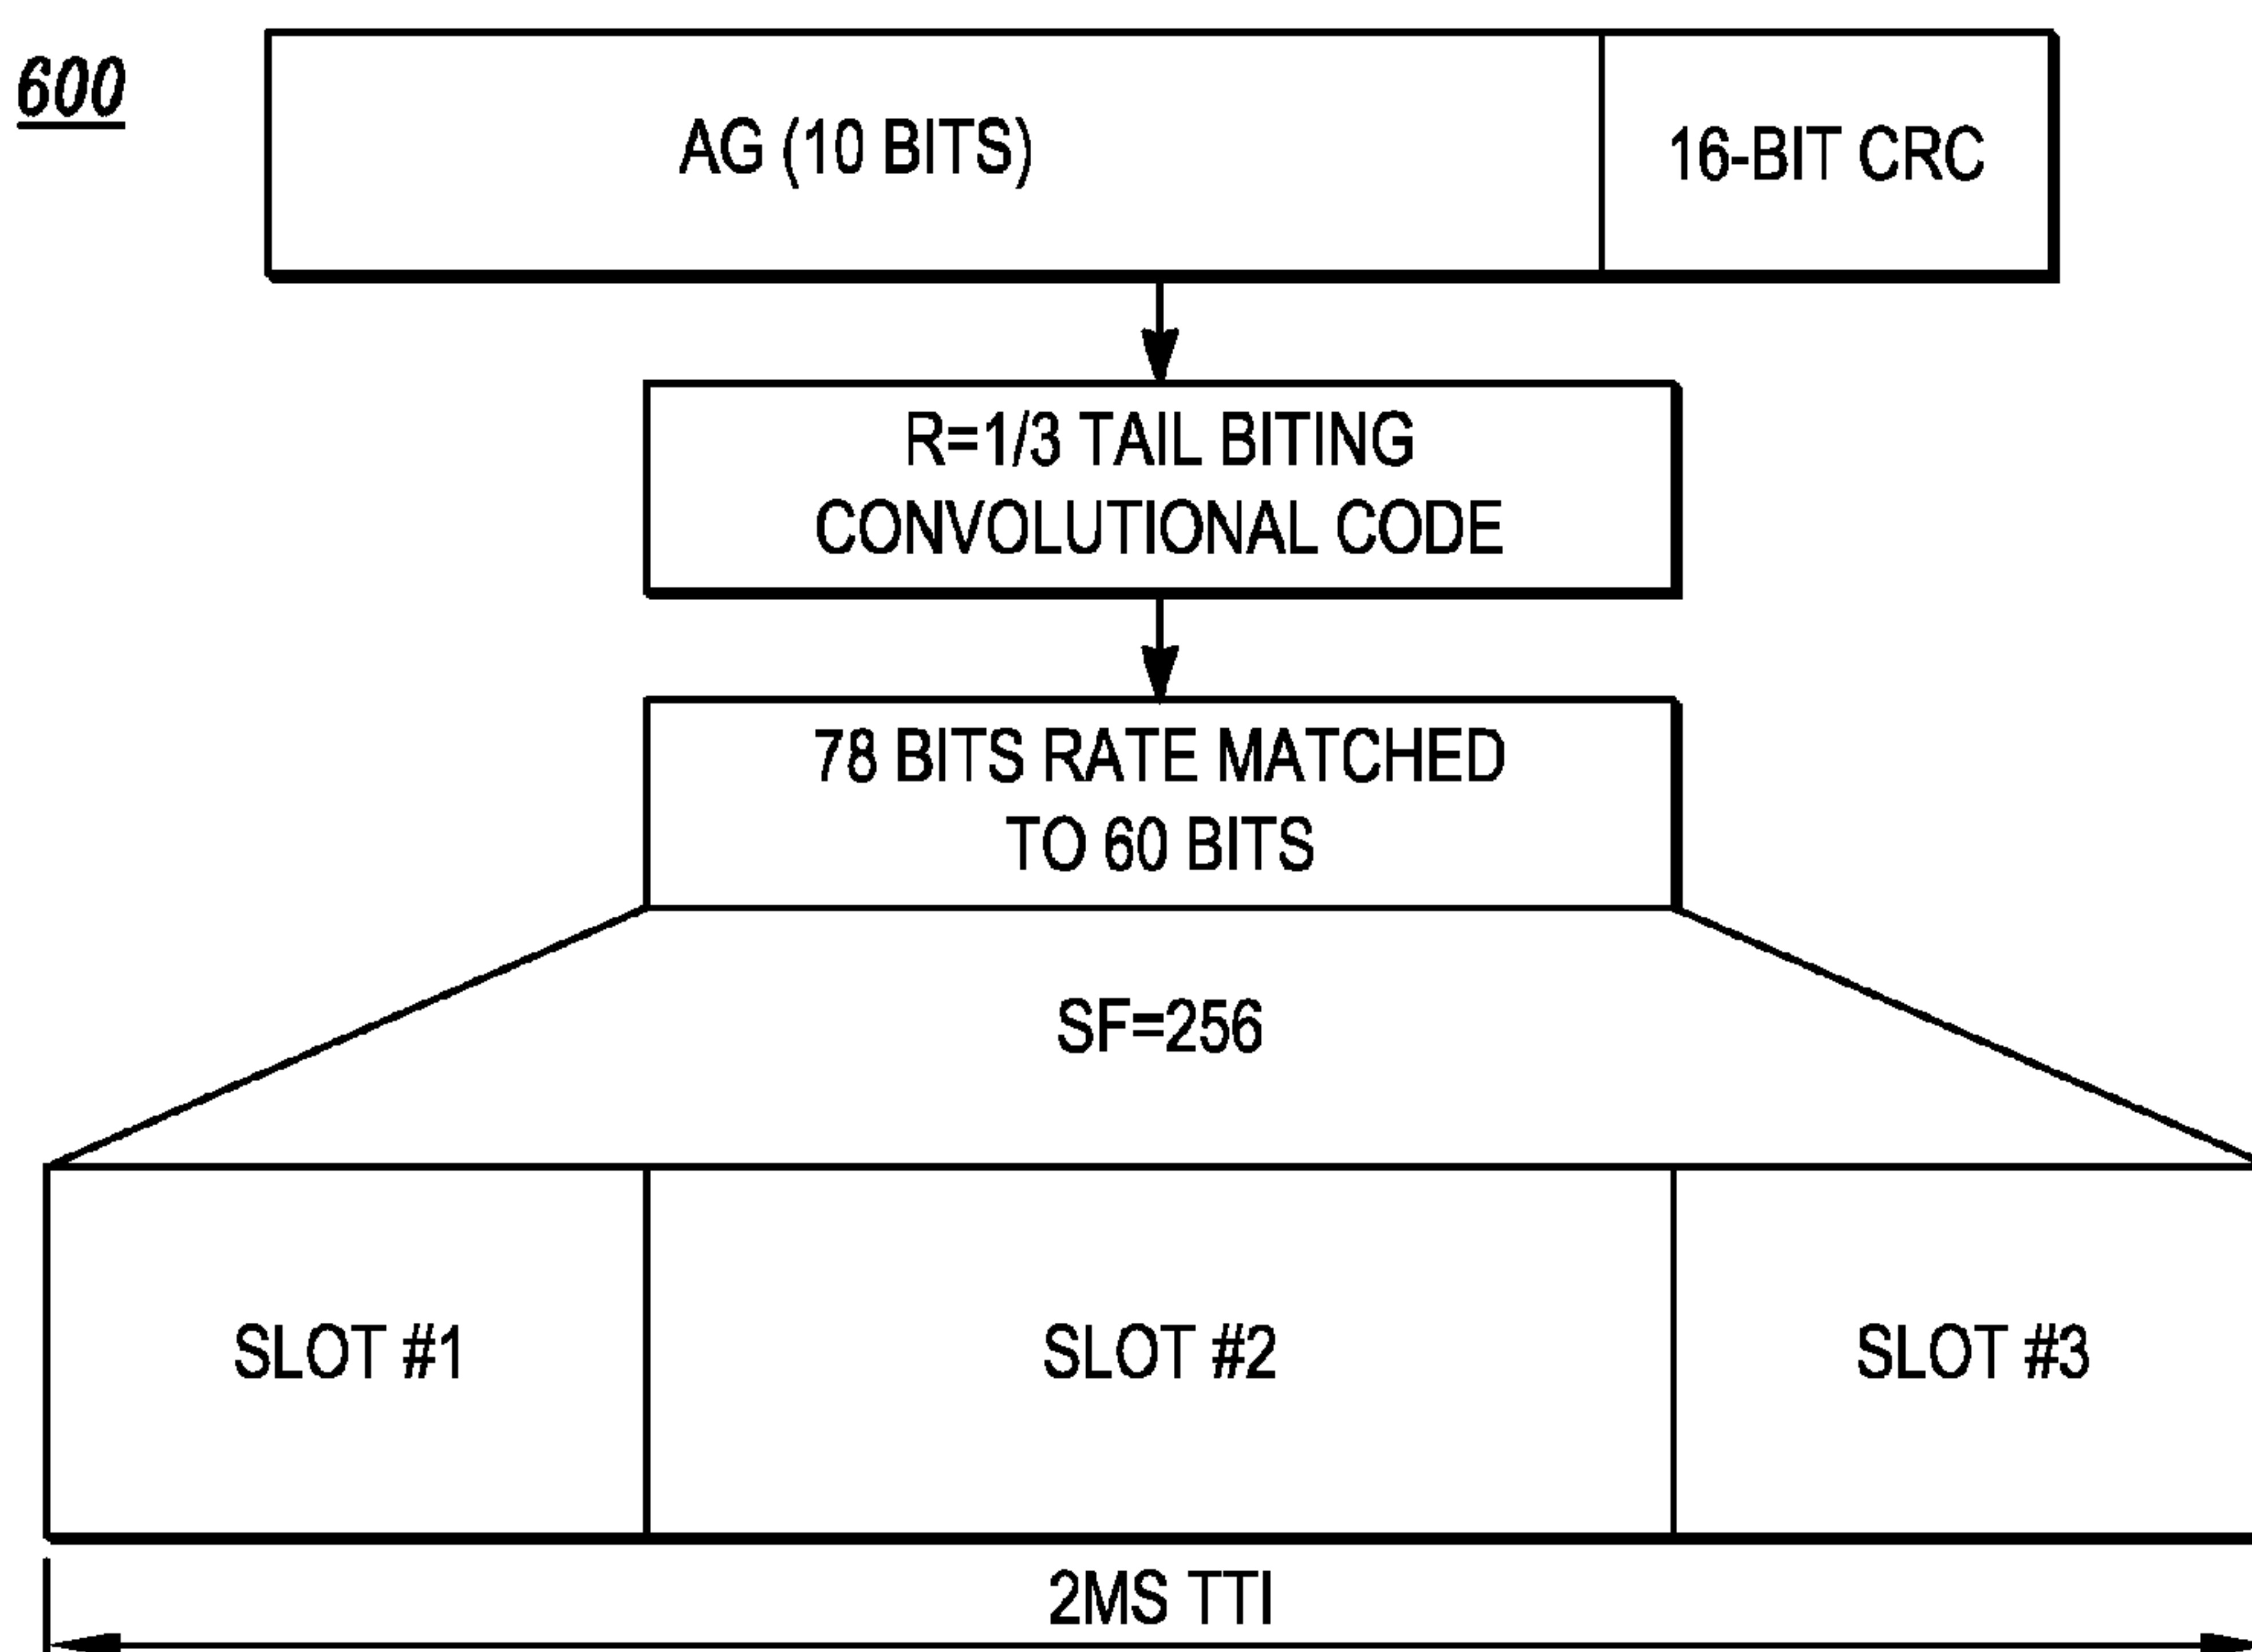 600
AG (10 BITS)
16-BIT CRC
R=1/3 TAIL BITING
CONVOLUTIONAL CODE
78 BITS RATE MATCHED
TO 60 BITS
SF=256
SLOT #1
SLOT #2
SLOT #3
2MS TTI